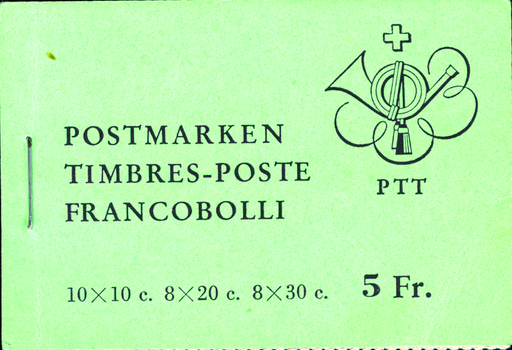 POSTMARKEN
TIMBRES-POSTE
FRANCOBOLLI
PTT
10×10 c. 8×20 c. 8×30 c. 5 Fr.